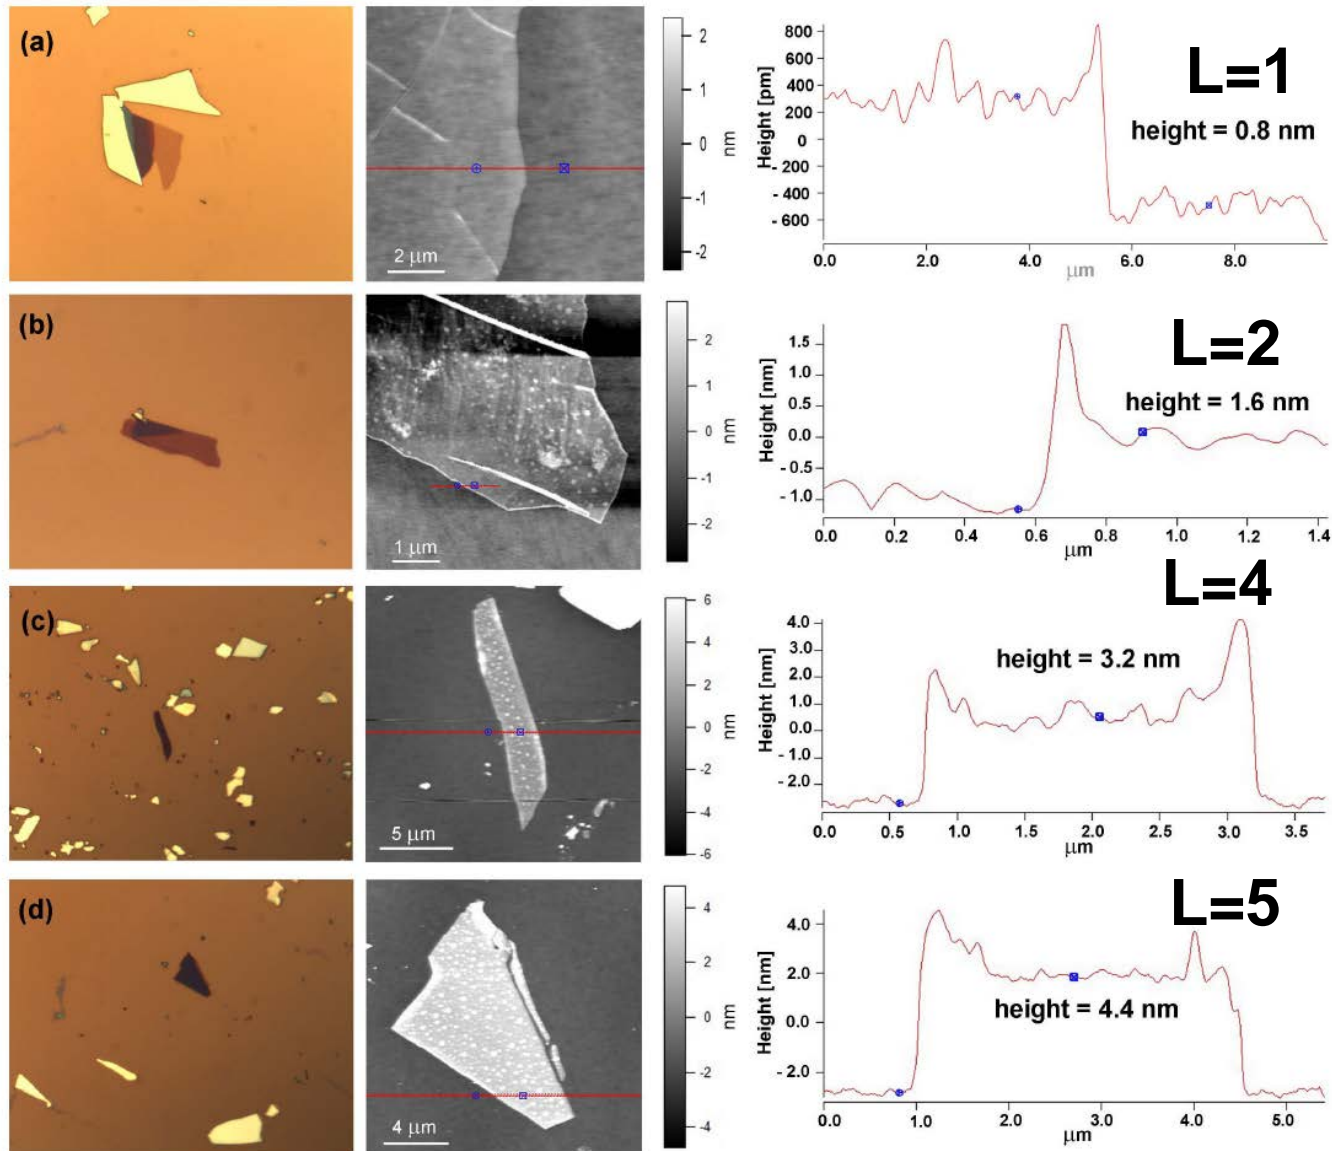 (a)
2 μm
2
1
0
-1
-2
nm
Height [pm]
800
600
400
200
0
- 200
- 400
- 600
L=1
height = 0.8 nm
0.0
2.0
4.0
6.0
8.0
μm
(b)
1 μm
2
1
0
-1
-2
nm
Height [nm]
1.5
1.0
0.5
0.0
- 0.5
- 1.0
L=2
height = 1.6 nm
0.0
0.2
0.4
0.6
0.8
1.0
1.2
1.4
μm
(c)
5 μm
6
4
2
0
-2
-4
-6
nm
Height [nm]
4.0
3.0
2.0
1.0
0.0
- 1.0
- 2.0
L=4
height = 3.2 nm
0.0
0.5
1.0
1.5
2.0
2.5
3.0
3.5
μm
(d)
4 μm
4
2
0
-2
-4
nm
Height [nm]
4.0
2.0
0.0
- 2.0
L=5
height = 4.4 nm
0.0
1.0
2.0
3.0
4.0
5.0
μm